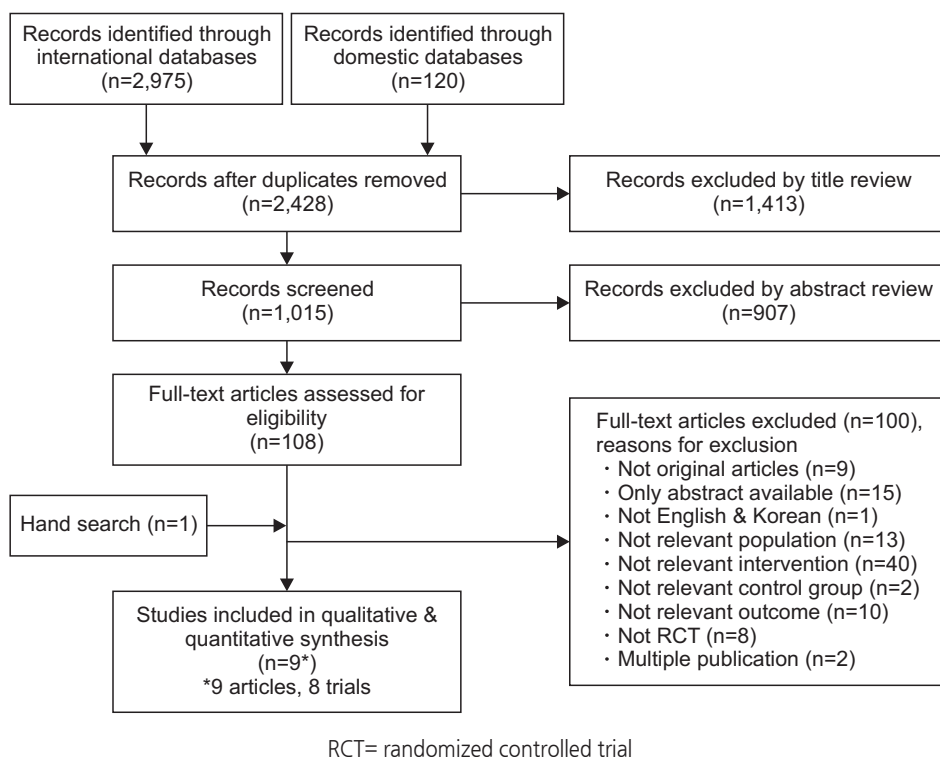 Records identified through
international databases
(n=2,975)
Records identified through
domestic databases
(n=120)
Records after duplicates removed
(n=2,428)
Records excluded by title review
(n=1,413)
Records screened
(n=1,015)
Records excluded by abstract review
(n=907)
Full-text articles assessed for
eligibility
(n=108)
Hand search (n=1)
Full-text articles excluded (n=100),
reasons for exclusion
· Not original articles (n=9)
· Only abstract available (n=15)
· Not English & Korean (n=1)
· Not relevant population (n=13)
· Not relevant intervention (n=40)
· Not relevant control group (n=2)
· Not relevant outcome (n=10)
· Not RCT (n=8)
· Multiple publication (n=2)
Studies included in qualitative &
quantitative synthesis
(n=9*)
*9 articles, 8 trials
RCT= randomized controlled trial